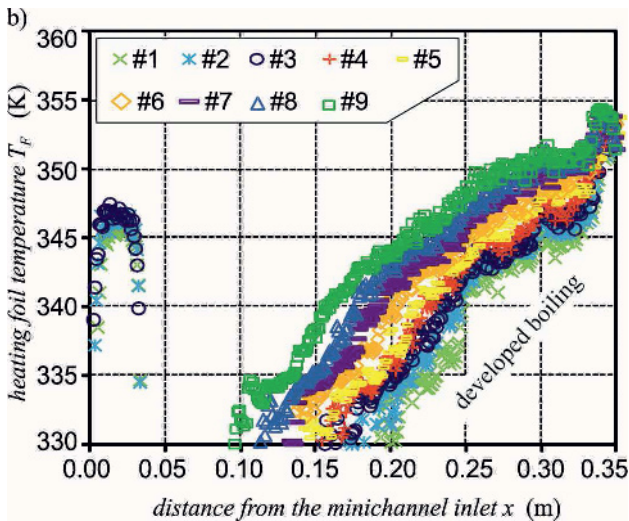 b)
360
355
350
345
340
335
330
heating foil temperature T_F (K)
#1 #2 #3 #4 #5
#6 #7 #8 #9
developed boiling
0.00 0.05 0.10 0.15 0.20 0.25 0.30 0.35
distance from the minichannel inlet x (m)